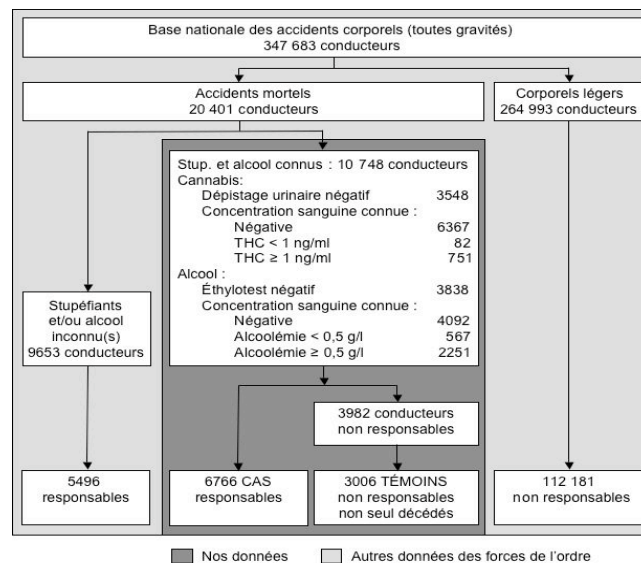 Base nationale des accidents corporels (toutes gravités)
347 683 conducteurs
Accidents mortels
20 401 conducteurs
Corporels légers
264 993 conducteurs
Stup. et alcool connus : 10 748 conducteurs
Cannabis:
Dépistage urinaire négatif 3548
Concentration sanguine connue :
Négative 6367
THC < 1 ng/ml 82
THC ≥ 1 ng/ml 751
Alcool :
Éthylotest négatif 3838
Concentration sanguine connue :
Négative 4092
Alcoolémie < 0,5 g/l 567
Alcoolémie ≥ 0,5 g/l 2251
Stupéfiants
et/ou alcool
inconnu(s)
9653 conducteurs
3982 conducteurs
non responsables
5496
responsables
6766 CAS
responsables
3006 TÉMOINS
non responsables
non seul décédés
112 181
non responsables
Nos données
Autres données des forces de l'ordre